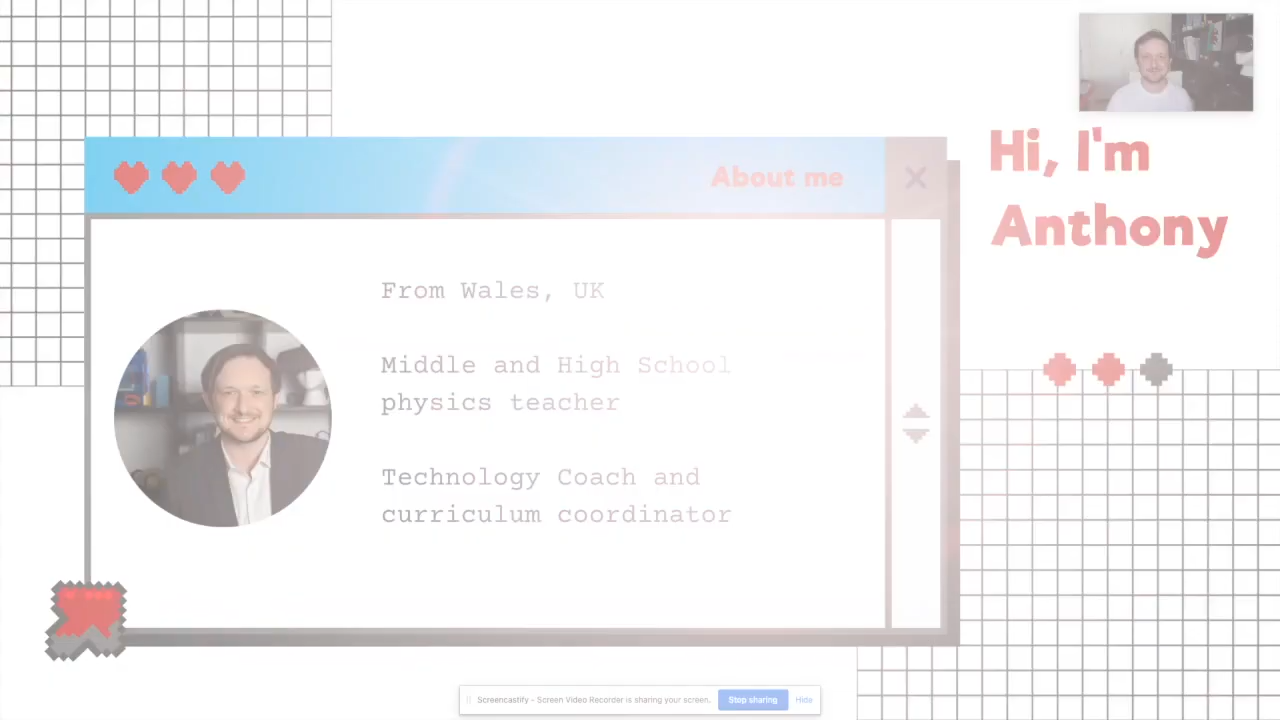 Hi, I'm
Anthony
About me
From Wales, UK
Middle and High School
physics teacher
Technology Coach and
curriculum coordinator
Screencastify - Screen Video Recorder is sharing your screen.
Stop sharing
Hide